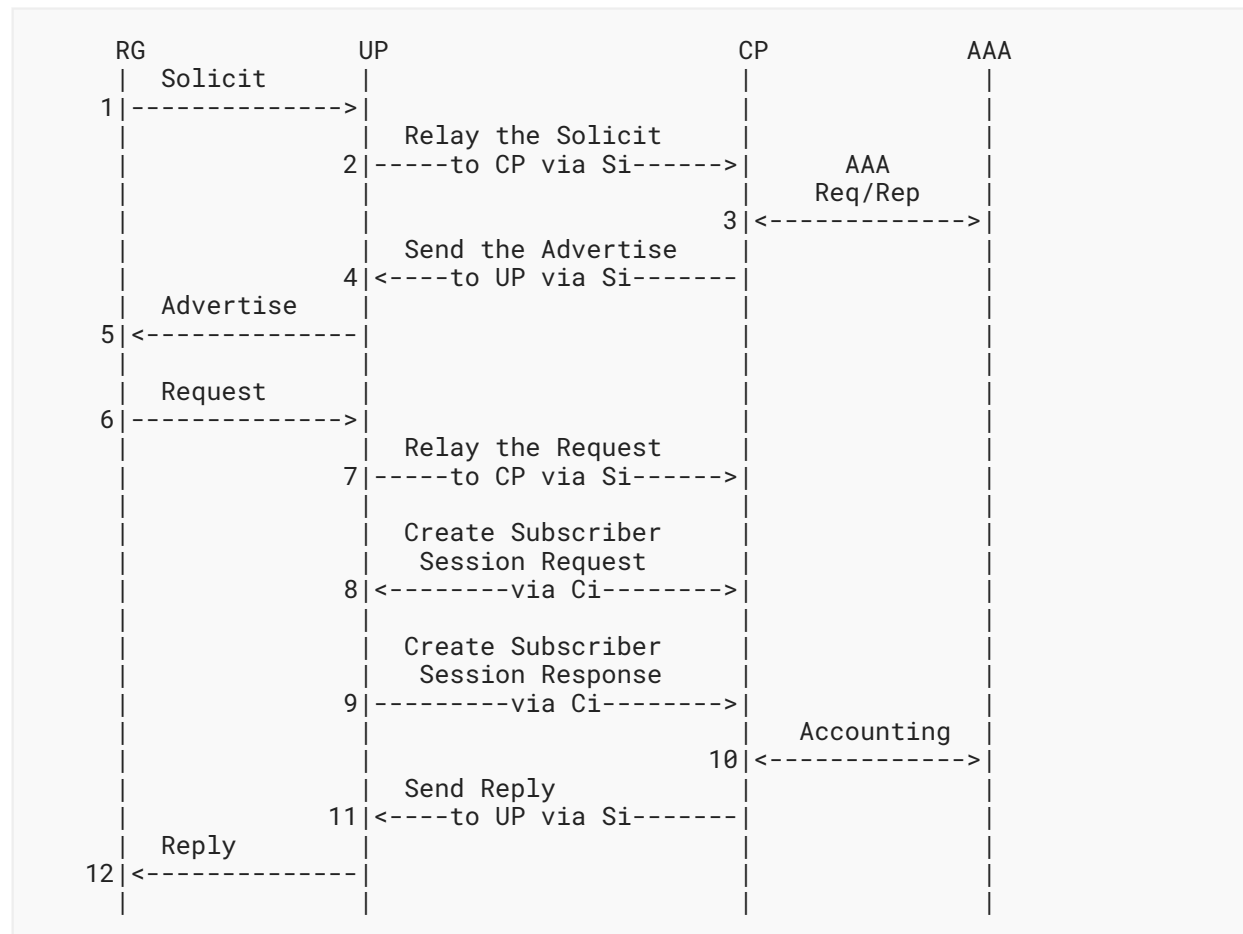 RG UP CP AAA
Solicit
1|-------------->|
Relay the Solicit
2|-----to CP via Si------>| AAA
Req/Rep
3|<------------->|
Send the Advertise
4|<----to UP via Si-------|
Advertise
5|<--------------|
Request
6|-------------->|
Relay the Request
7|-----to CP via Si------>|
Create Subscriber
Session Request
8|<--------via Ci-------->|
Create Subscriber
Session Response
9|---------via Ci-------->|
Accounting
10|<------------->|
Send Reply
11|<----to UP via Si-------|
Reply
12|<--------------|